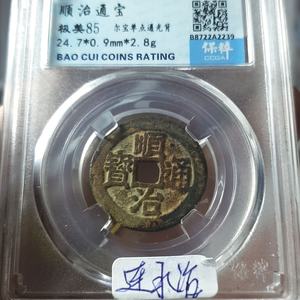 顺治通宝
极美85 尔宝单点通光背
24.7*0.9mm*2.8g
BAO CUI COINS RATING
保粹
CCGA
B8722A2239
順治通寶